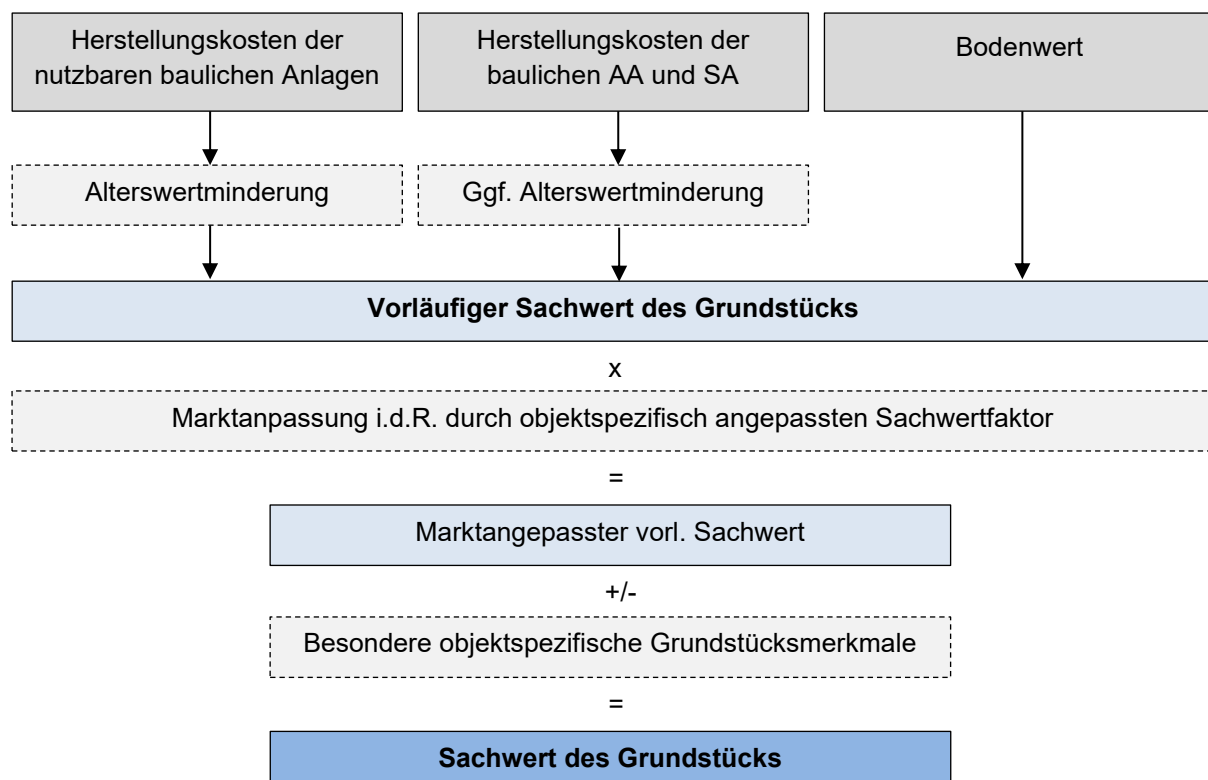 Herstellungskosten der
nutzbaren baulichen Anlagen
Herstellungskosten der
baulichen AA und SA
Bodenwert
Alterswertminderung
Ggf. Alterswertminderung
Vorläufiger Sachwert des Grundstücks
x
Marktanpassung i.d.R. durch objektspezifisch angepassten Sachwertfaktor
=
Marktangepasster vorl. Sachwert
+/-
Besondere objektspezifische Grundstücksmerkmale
=
Sachwert des Grundstücks